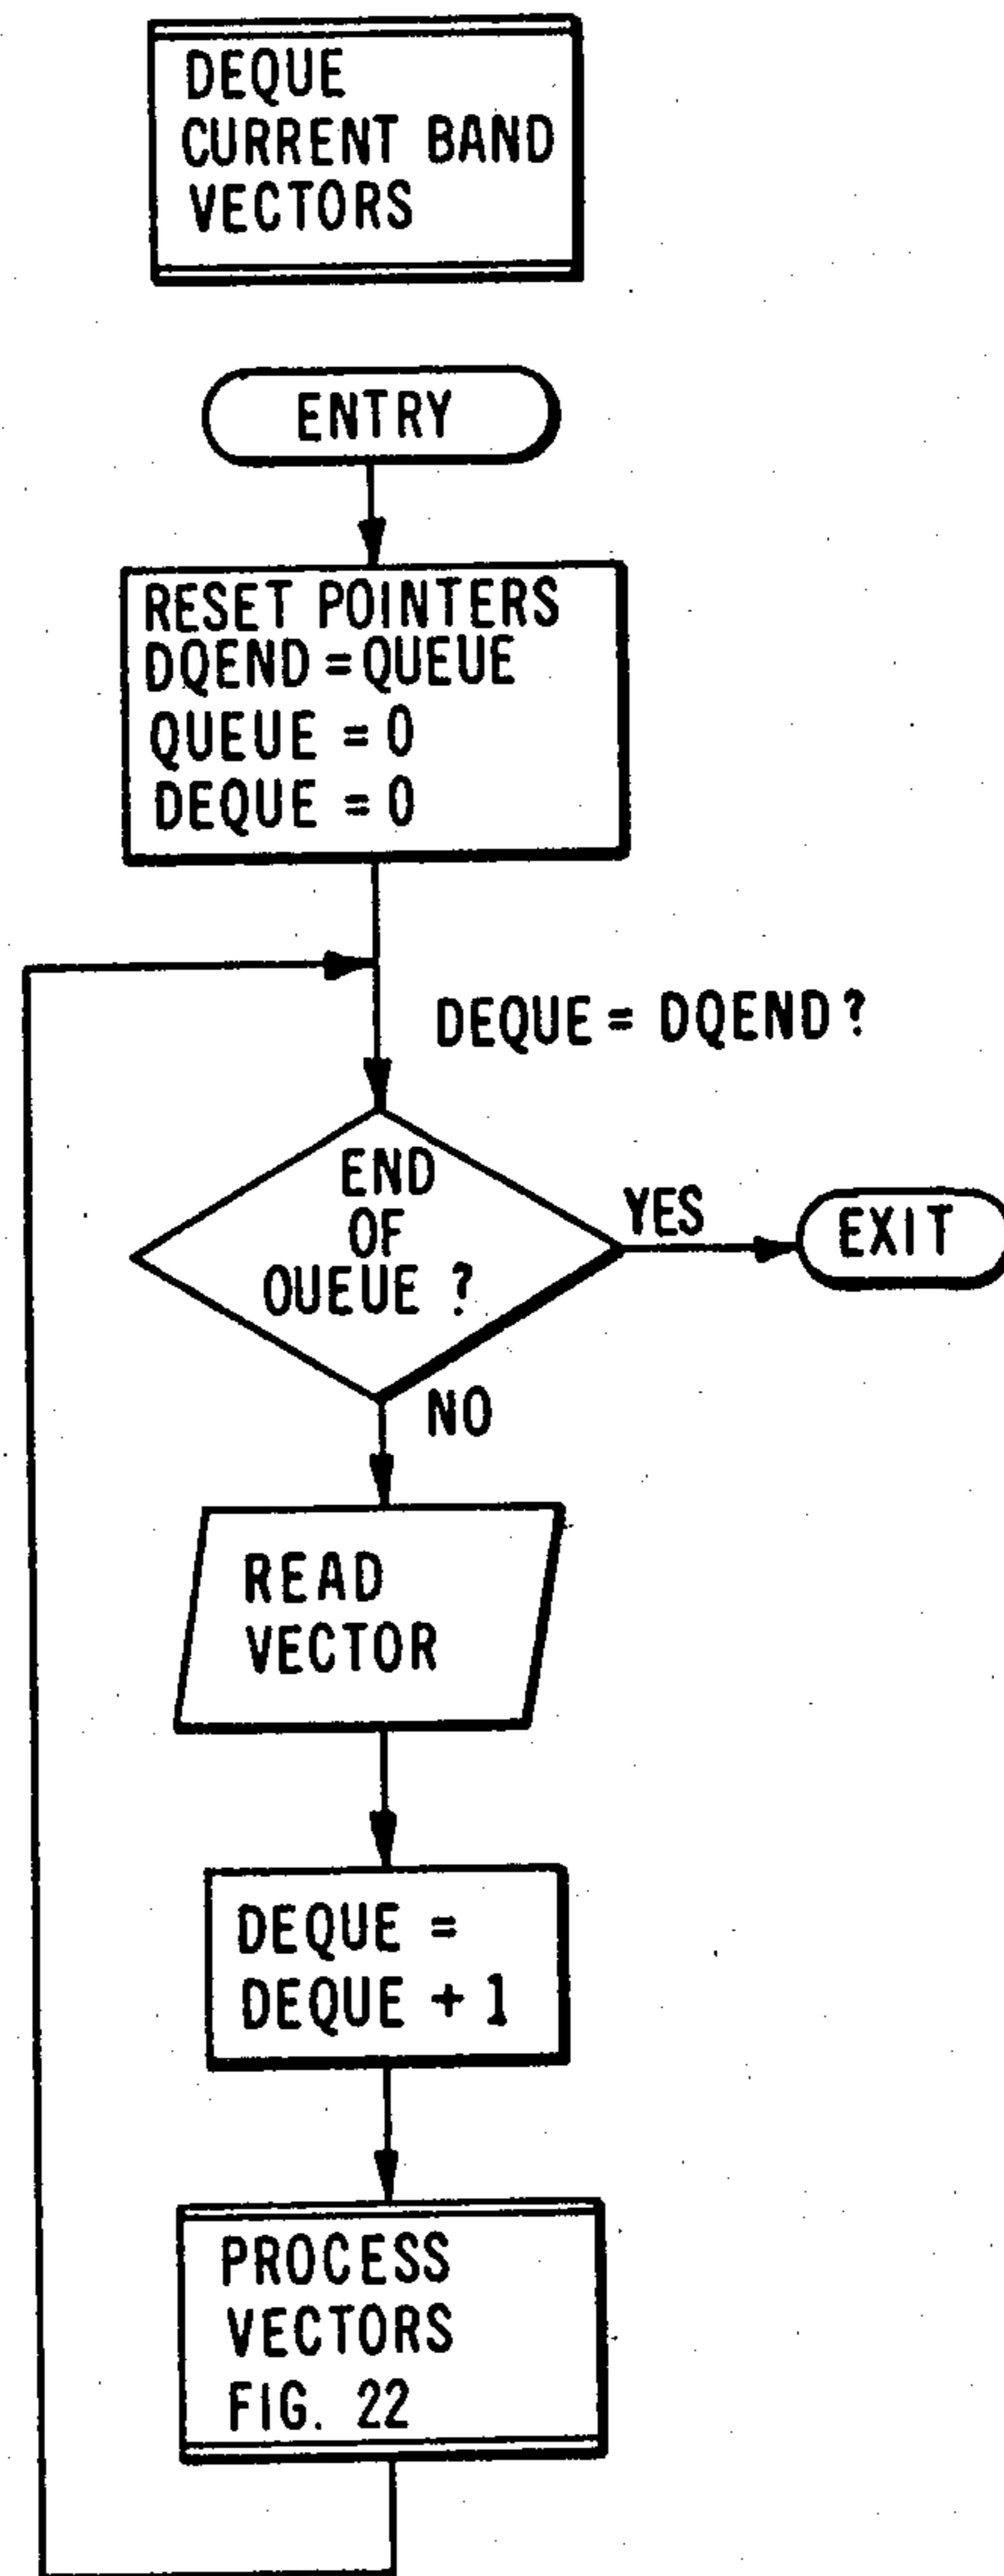 DEQUE
CURRENT BAND
VECTORS
ENTRY
RESET POINTERS
DQEND = QUEUE
QUEUE = 0
DEQUE = 0
DEQUE = DQEND ?
END
OF
QUEUE ?
YES
EXIT
NO
READ
VECTOR
DEQUE =
DEQUE + 1
PROCESS
VECTORS
FIG. 22